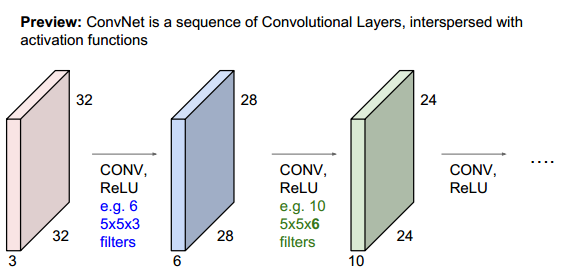 Preview: ConvNet is a sequence of Convolutional Layers, interspersed with
activation functions
32
32
3
CONV,
ReLU
e.g. 6
5x5x3
filters
28
28
6
CONV,
ReLU
e.g. 10
5x5x6
filters
24
24
10
CONV,
ReLU
....